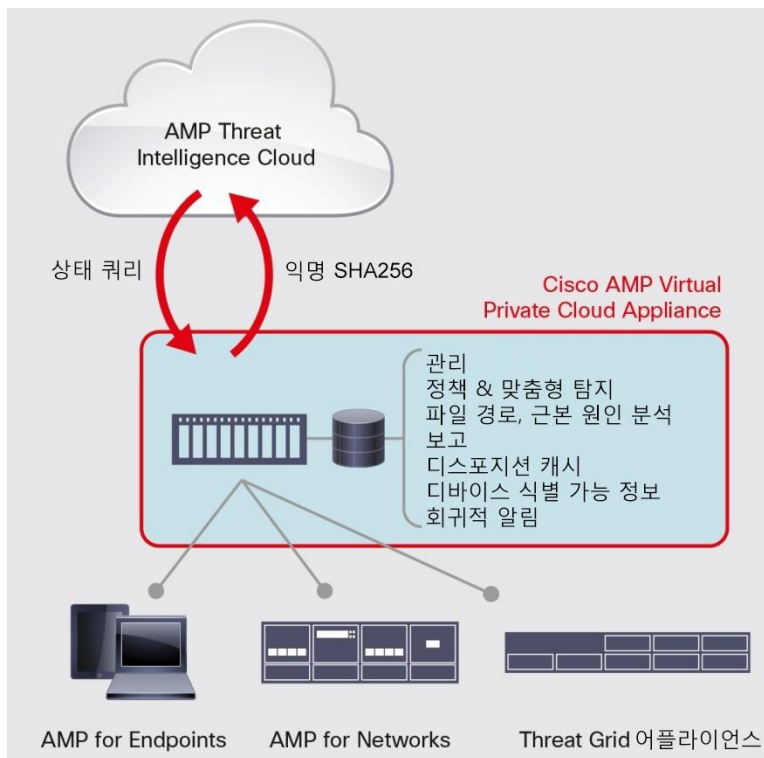 AMP Threat
Intelligence Cloud
상태 쿼리
익명 SHA256
Cisco AMP Virtual
Private Cloud Appliance
관리
정책 & 맞춤형 탐지
파일 경로, 근본 원인 분석
보고
디스포지션 캐시
디바이스 식별 가능 정보
회귀적 알림
AMP for Endpoints
AMP for Networks
Threat Grid 어플라이언스